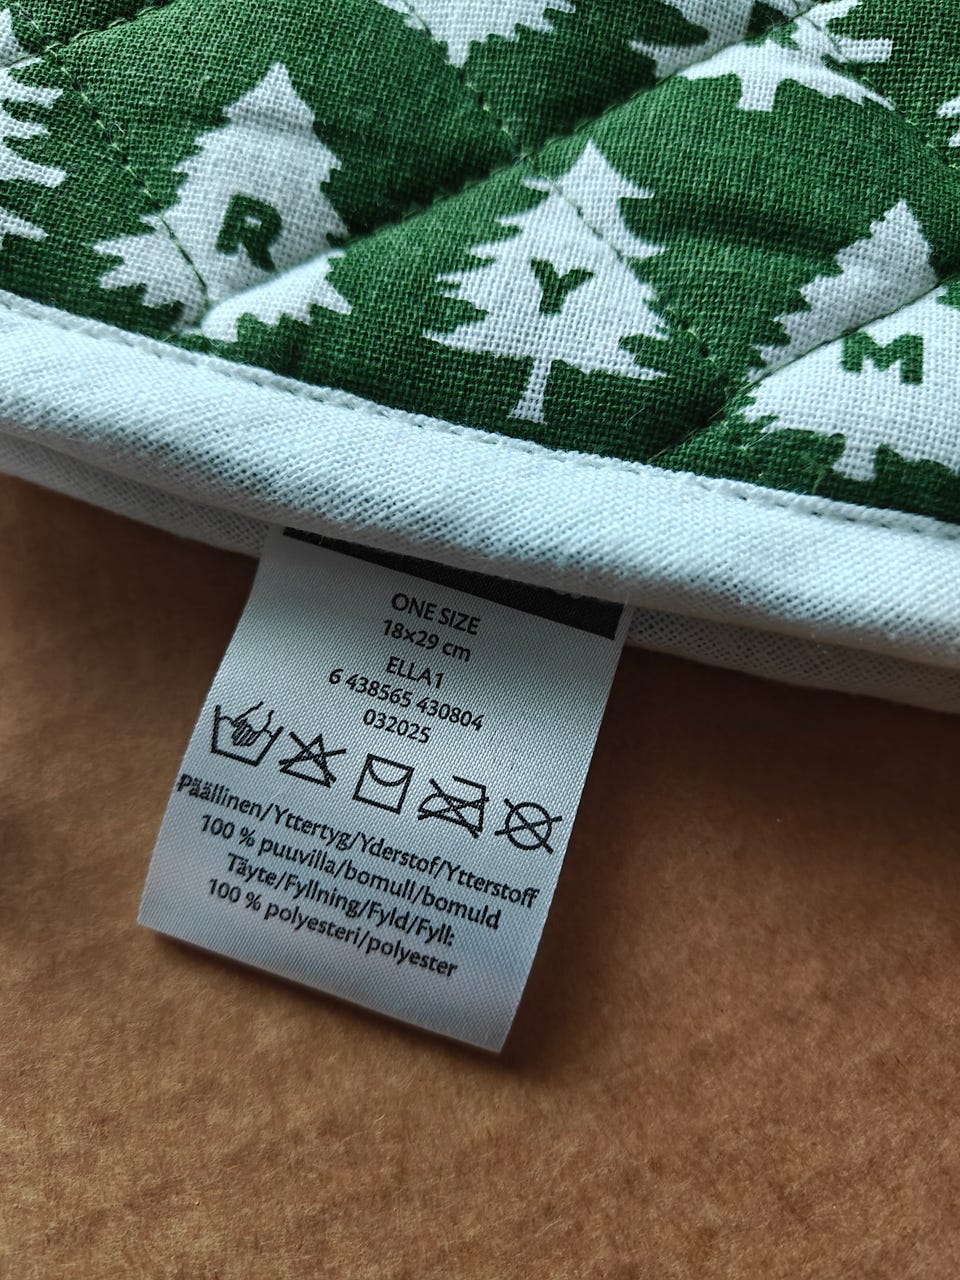 R
Y
M
ONE SIZE
18×29 cm
ELLA1
6 438565 430804
032025
Päällinen/Yttertyg/Yderstof/Ytterstoff
100 % puuvilla/bomull/bomuld
Täyte/Fyllning/Fyld/Fyll:
100 % polyesteri/polyester